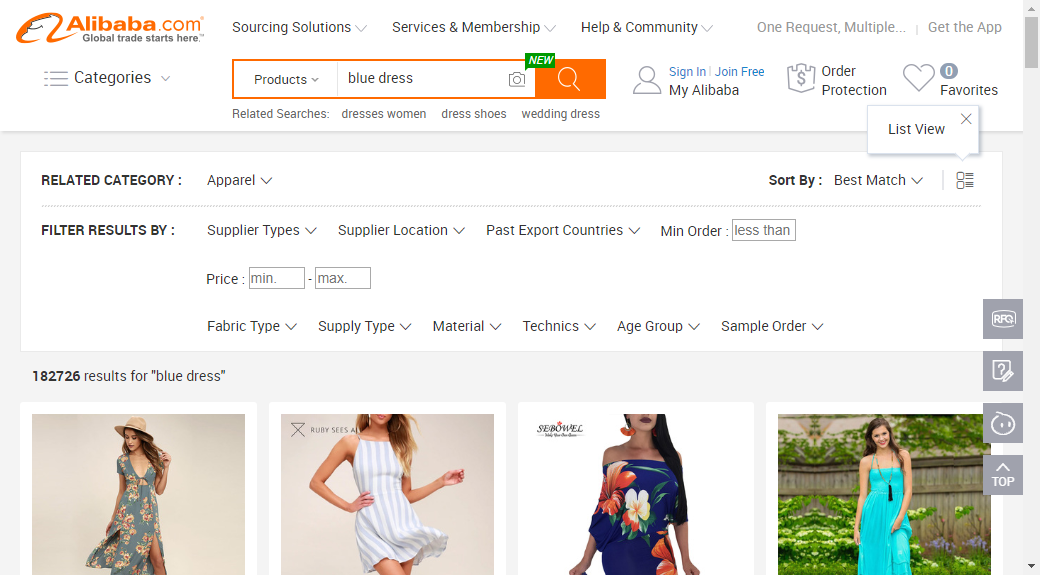 Alibaba.com
Global trade starts here.™
Sourcing Solutions
Services & Membership
Help & Community
One Request, Multiple...
Get the App
Categories
Products
blue dress
NEW
Sign In | Join Free
My Alibaba
Order
Protection
0
Favorites
Related Searches: dresses women dress shoes wedding dress
List View
RELATED CATEGORY : Apparel
Sort By : Best Match
FILTER RESULTS BY : Supplier Types Supplier Location Past Export Countries Min Order : less than
Price : min. - max.
Fabric Type Supply Type Material Technics Age Group Sample Order
RFQ
182726 results for "blue dress"
TOP
RUBY SEES A
SEBOWEL